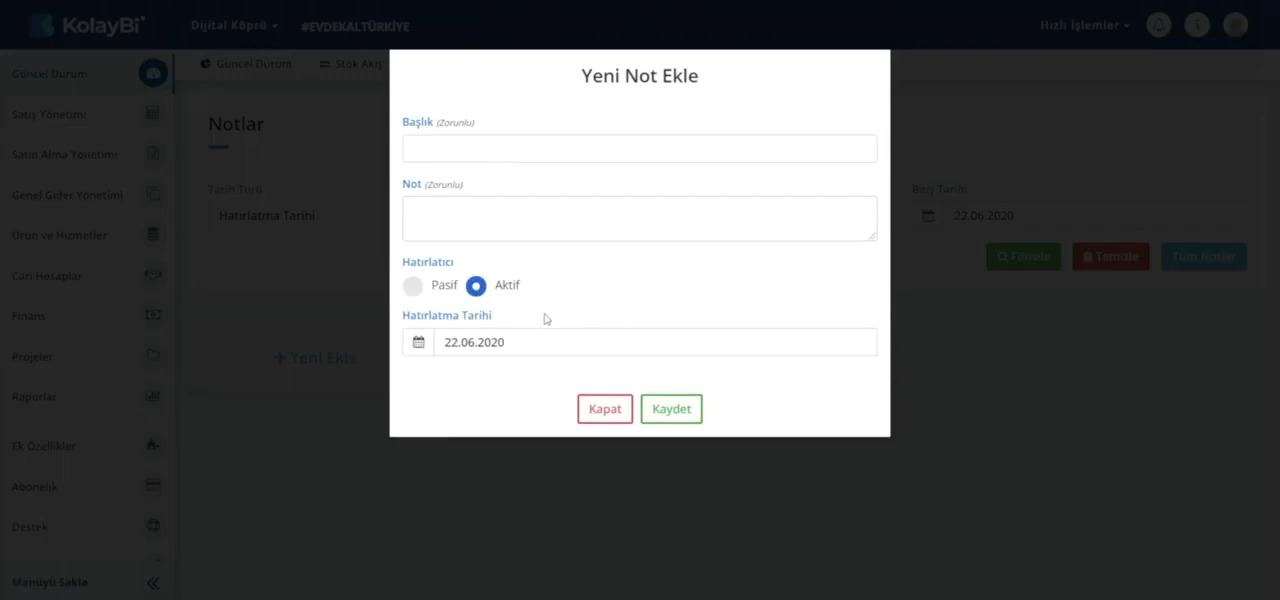 KolayBi'
Dijital Köprü
#EVDEKALTÜRKİYE
Hızlı İşlemler
Güncel Durum
Satış Yönetimi
Satın Alma Yönetimi
Genel Gider Yönetimi
Ürün ve Hizmetler
Cari Hesaplar
Finans
Projeler
Raporlar
Ek Özellikler
Abonelik
Destek
Menüyü Sakla
Güncel Durum
Stok Akış
Notlar
Tarih Türü
Hatırlatma Tarihi
Bitiş Tarihi
22.06.2020
Filtrele
Temizle
Tüm Notlar
+ Yeni Ekle
Yeni Not Ekle
Başlık (Zorunlu)
Not (Zorunlu)
Hatırlatıcı
Pasif
Aktif
Hatırlatma Tarihi
22.06.2020
Kapat
Kaydet